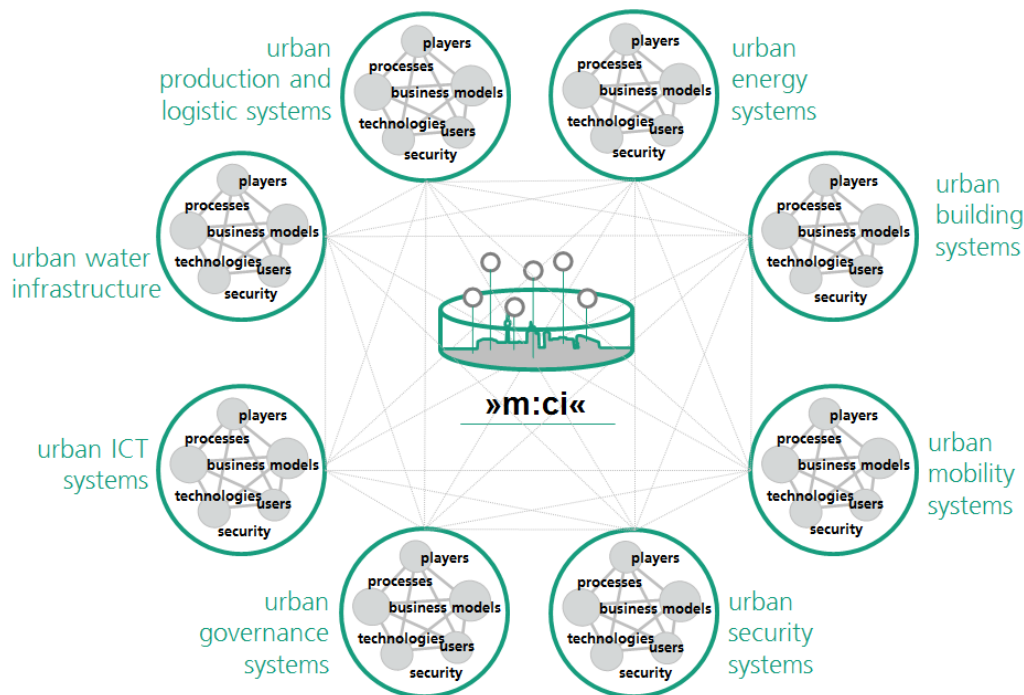 urban
production and
logistic systems
players
processes
business models
technologies
users
security
players
processes
business models
technologies
users
security
urban
energy
systems
urban water
infrastructure
players
processes
business models
technologies
users
security
players
processes
business models
technologies
users
security
urban
building
systems
»m:ci«
urban ICT
systems
players
processes
business models
technologies
users
security
players
processes
business models
technologies
users
security
urban
mobility
systems
urban
governance
systems
players
processes
business models
technologies
users
security
players
processes
business models
technologies
users
security
urban
security
systems